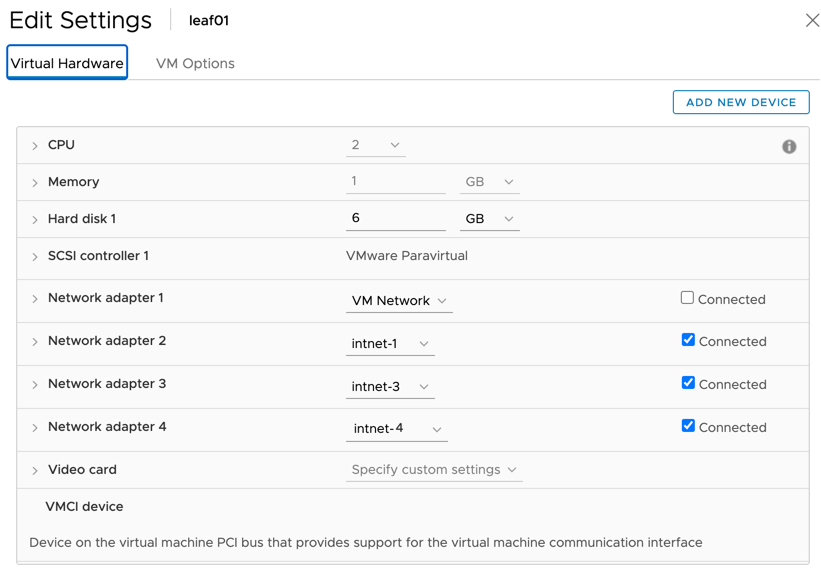 Edit Settings leaf01
Virtual Hardware VM Options
ADD NEW DEVICE
CPU 2
Memory 1 GB
Hard disk 1 6 GB
SCSI controller 1 VMware Paravirtual
Network adapter 1 VM Network Connected
Network adapter 2 intnet-1 Connected
Network adapter 3 intnet-3 Connected
Network adapter 4 intnet-4 Connected
Video card Specify custom settings
VMCI device
Device on the virtual machine PCI bus that provides support for the virtual machine communication interface